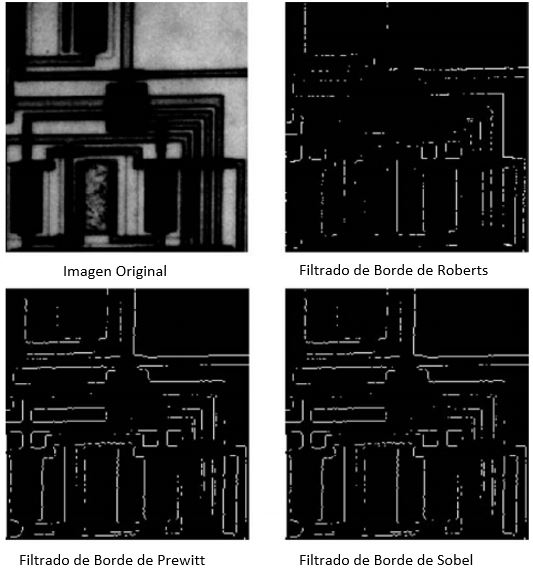 Imagen Original
Filtrado de Borde de Roberts
Filtrado de Borde de Prewitt
Filtrado de Borde de Sobel